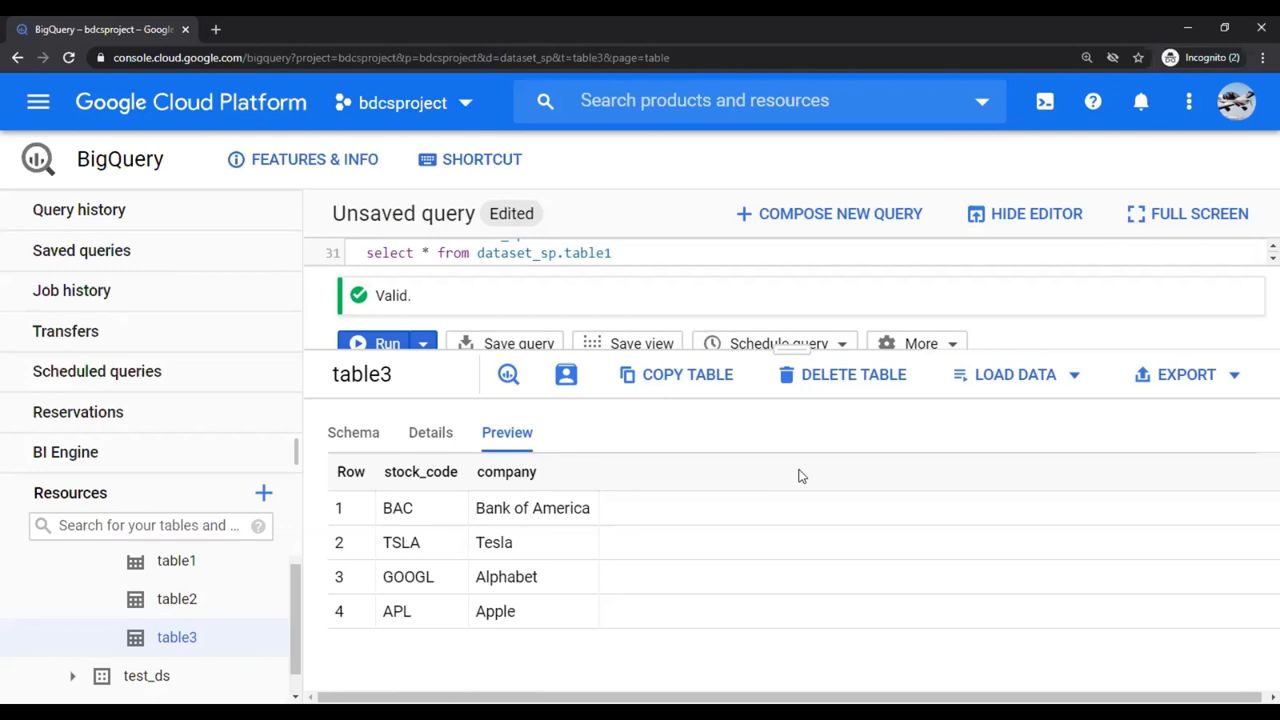 BigQuery – bdcsproject – Google
console.cloud.google.com/bigquery?project=bdcsproject&p=bdcsproject&d=dataset_sp&t=table3&page=table
Incognito (2)
Google Cloud Platform
bdcsproject
Search products and resources
BigQuery
FEATURES & INFO
SHORTCUT
Query history
Saved queries
Job history
Transfers
Scheduled queries
Reservations
BI Engine
Resources
Search for your tables and ...
table1
table2
table3
test_ds
Unsaved query Edited
COMPOSE NEW QUERY
HIDE EDITOR
FULL SCREEN
31 select * from dataset_sp.table1
Valid.
Run
Save query
Save view
Schedule query
More
table3
COPY TABLE
DELETE TABLE
LOAD DATA
EXPORT
Schema Details Preview
Row stock_code company
1 BAC Bank of America
2 TSLA Tesla
3 GOOGL Alphabet
4 APL Apple